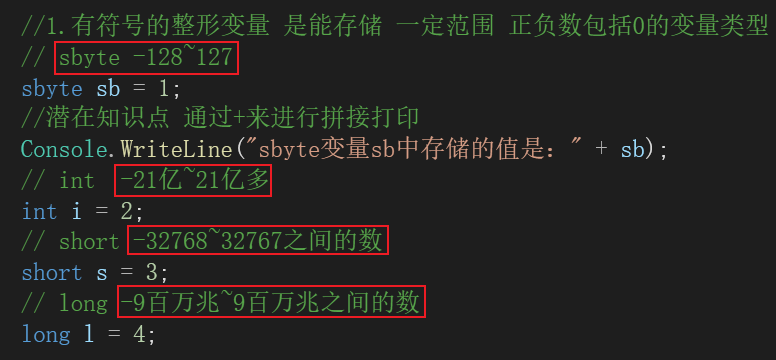 //1.有符号的整形变量 是能存储 一定范围 正负数包括0的变量类型
// sbyte -128~127
sbyte sb = 1;
//潜在知识点 通过+来进行拼接打印
Console.WriteLine("sbyte变量sb中存储的值是：" + sb);
// int  -21亿~21亿多
int i = 2;
// short -32768~32767之间的数
short s = 3;
// long -9百万兆~9百万兆之间的数
long l = 4;